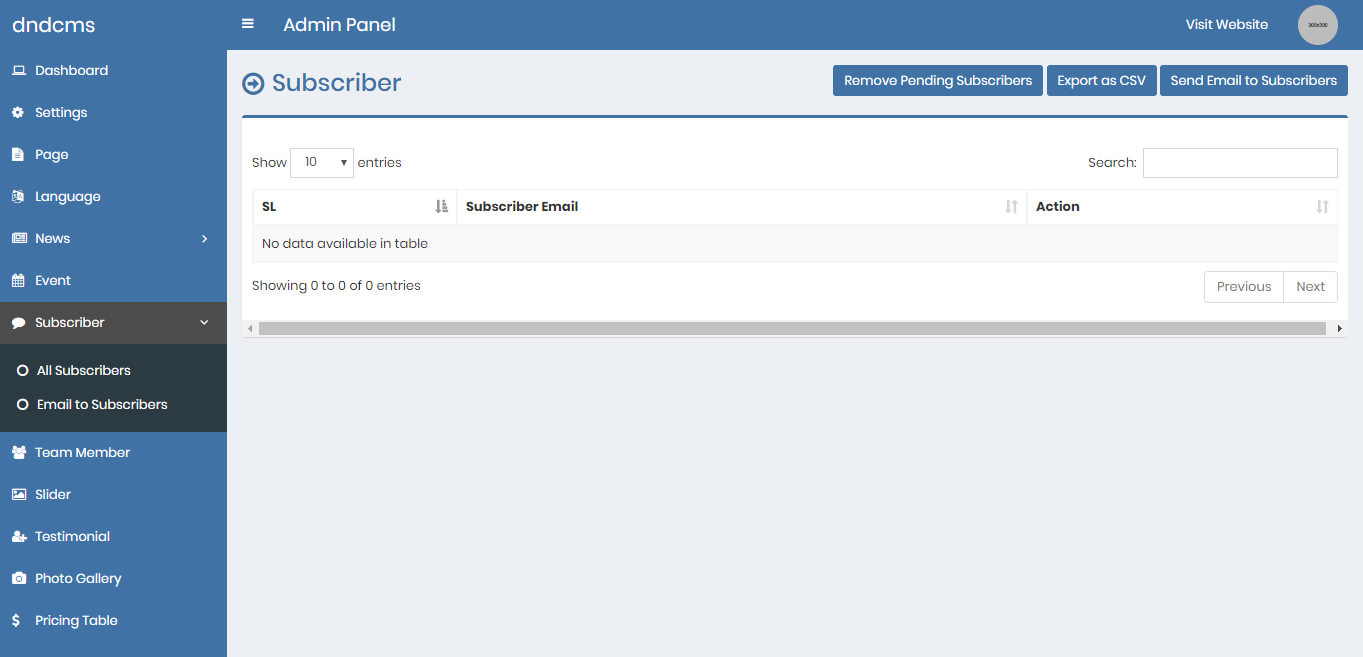 dndcms
Admin Panel
Visit Website
300x300
Dashboard
Settings
Page
Language
News
Event
Subscriber
All Subscribers
Email to Subscribers
Team Member
Slider
Testimonial
Photo Gallery
Pricing Table
Subscriber
Remove Pending Subscribers
Export as CSV
Send Email to Subscribers
Show 10 entries
Search:
SL Subscriber Email Action
No data available in table
Showing 0 to 0 of 0 entries
Previous Next